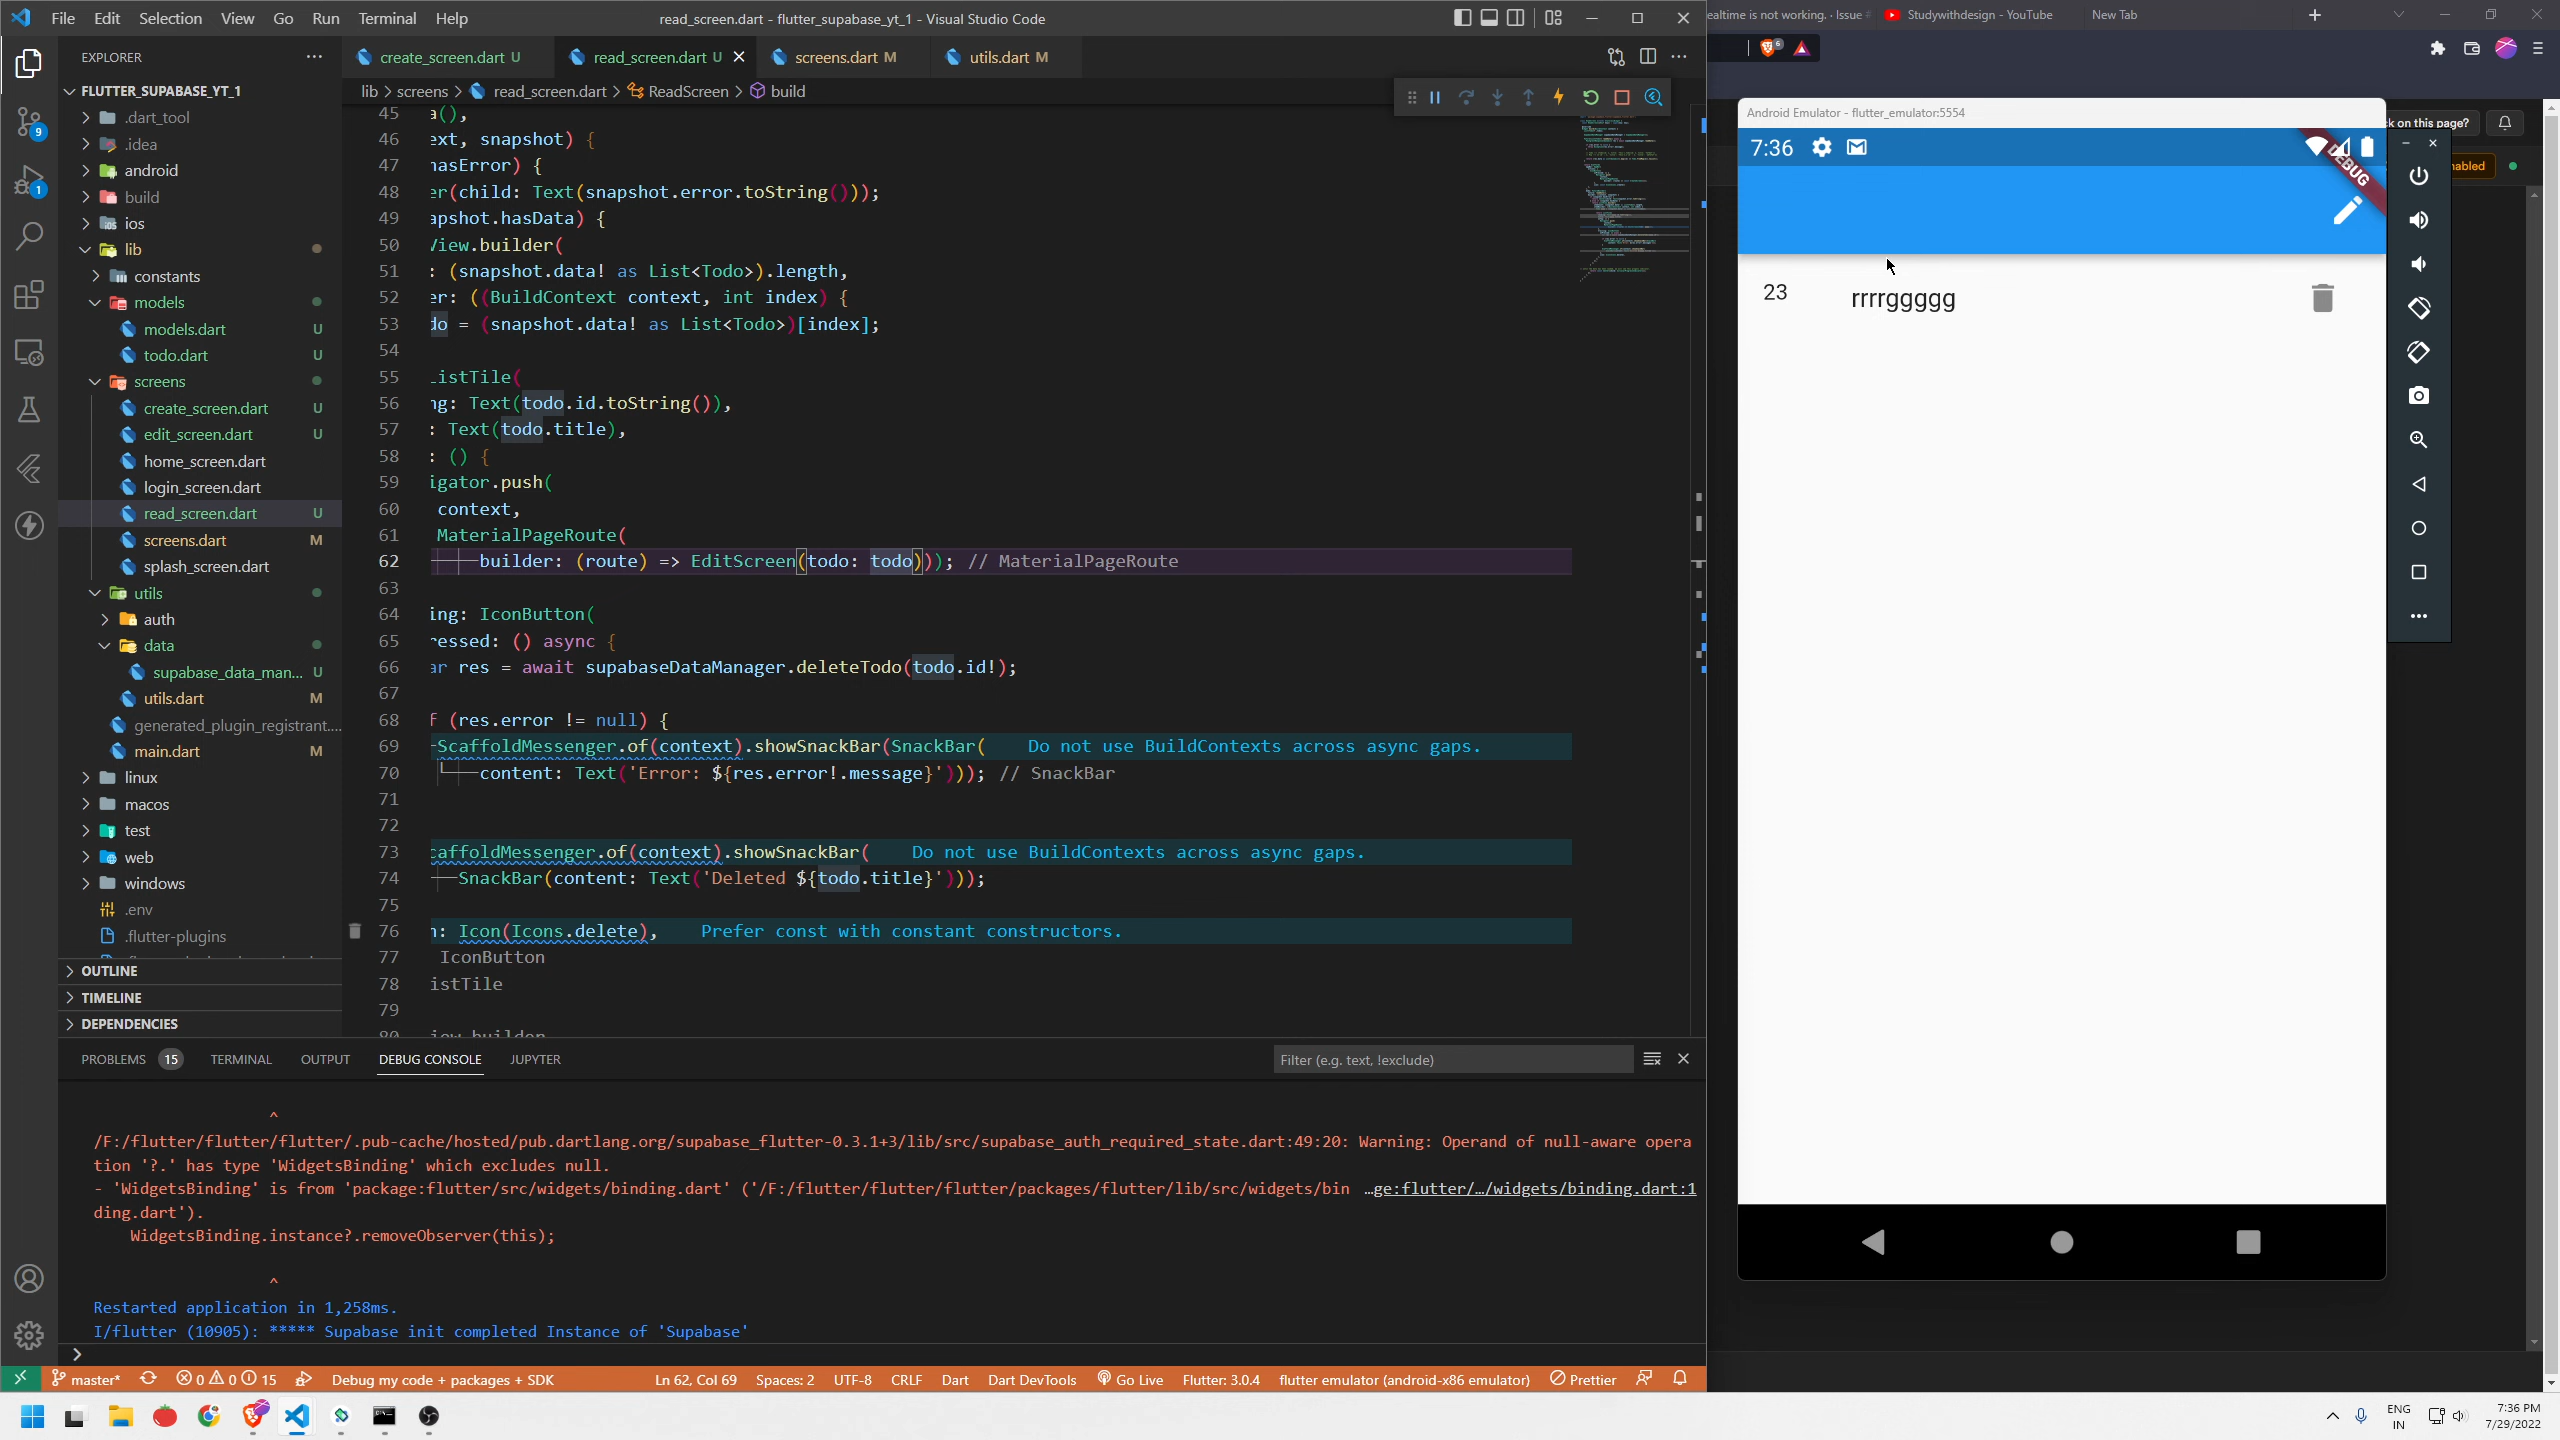 File Edit Selection View Go Run Terminal Help
read_screen.dart - flutter_supabase_yt_1 - Visual Studio Code
ealtime is not working. · Issue #
Studywithdesign - YouTube
New Tab
EXPLORER
create_screen.dart U
read_screen.dart U
screens.dart M
utils.dart M
lib > screens > read_screen.dart > ReadScreen > build
FLUTTER_SUPABASE_YT_1
.dart_tool
.idea
android
build
ios
lib
constants
models
models.dart U
todo.dart U
screens
create_screen.dart U
edit_screen.dart U
home_screen.dart
login_screen.dart
read_screen.dart U
screens.dart M
splash_screen.dart
utils
auth
data
supabase_data_man... U
utils.dart M
generated_plugin_registrant....
main.dart M
linux
macos
test
web
windows
.env
.flutter-plugins
OUTLINE
TIMELINE
DEPENDENCIES
9
1
45 a(),
46 ext, snapshot) {
47 hasError) {
48 er(child: Text(snapshot.error.toString()));
49 apshot.hasData) {
50 View.builder(
51 : (snapshot.data! as List<Todo>).length,
52 er: ((BuildContext context, int index) {
53 do = (snapshot.data! as List<Todo>)[index];
54
55 ListTile(
56 ng: Text(todo.id.toString()),
57 : Text(todo.title),
58 : () {
59 igator.push(
60 context,
61 MaterialPageRoute(
62 builder: (route) => EditScreen(todo: todo))); // MaterialPageRoute
63
64 ing: IconButton(
65 ressed: () async {
66 ar res = await supabaseDataManager.deleteTodo(todo.id!);
67
68 f (res.error != null) {
69 ScaffoldMessenger.of(context).showSnackBar(SnackBar( Do not use BuildContexts across async gaps.
70 content: Text('Error: ${res.error!.message}'))); // SnackBar
71
72
73 caffoldMessenger.of(context).showSnackBar( Do not use BuildContexts across async gaps.
74 SnackBar(content: Text('Deleted ${todo.title}')));
75
76 n: Icon(Icons.delete), Prefer const with constant constructors.
77 IconButton
78 istTile
79
80 iew.builder
PROBLEMS 15 TERMINAL OUTPUT DEBUG CONSOLE JUPYTER
Filter (e.g. text, !exclude)
^
/F:/flutter/flutter/flutter/.pub-cache/hosted/pub.dartlang.org/supabase_flutter-0.3.1+3/lib/src/supabase_auth_required_state.dart:49:20: Warning: Operand of null-aware opera
tion '?.' has type 'WidgetsBinding' which excludes null.
- 'WidgetsBinding' is from 'package:flutter/src/widgets/binding.dart' ('/F:/flutter/flutter/flutter/packages/flutter/lib/src/widgets/bin …ge:flutter/…/widgets/binding.dart:1
ding.dart').
WidgetsBinding.instance?.removeObserver(this);
^
Restarted application in 1,258ms.
I/flutter (10905): ***** Supabase init completed Instance of 'Supabase'
master* 0 0 15 Debug my code + packages + SDK
Ln 62, Col 69 Spaces: 2 UTF-8 CRLF Dart Dart DevTools Go Live Flutter: 3.0.4 flutter emulator (android-x86 emulator) Prettier
Android Emulator - flutter_emulator:5554
7:36
DEBUG
23 rrrrggggg
6
ck on this page?
nabled
ENG
IN
7:36 PM
7/29/2022